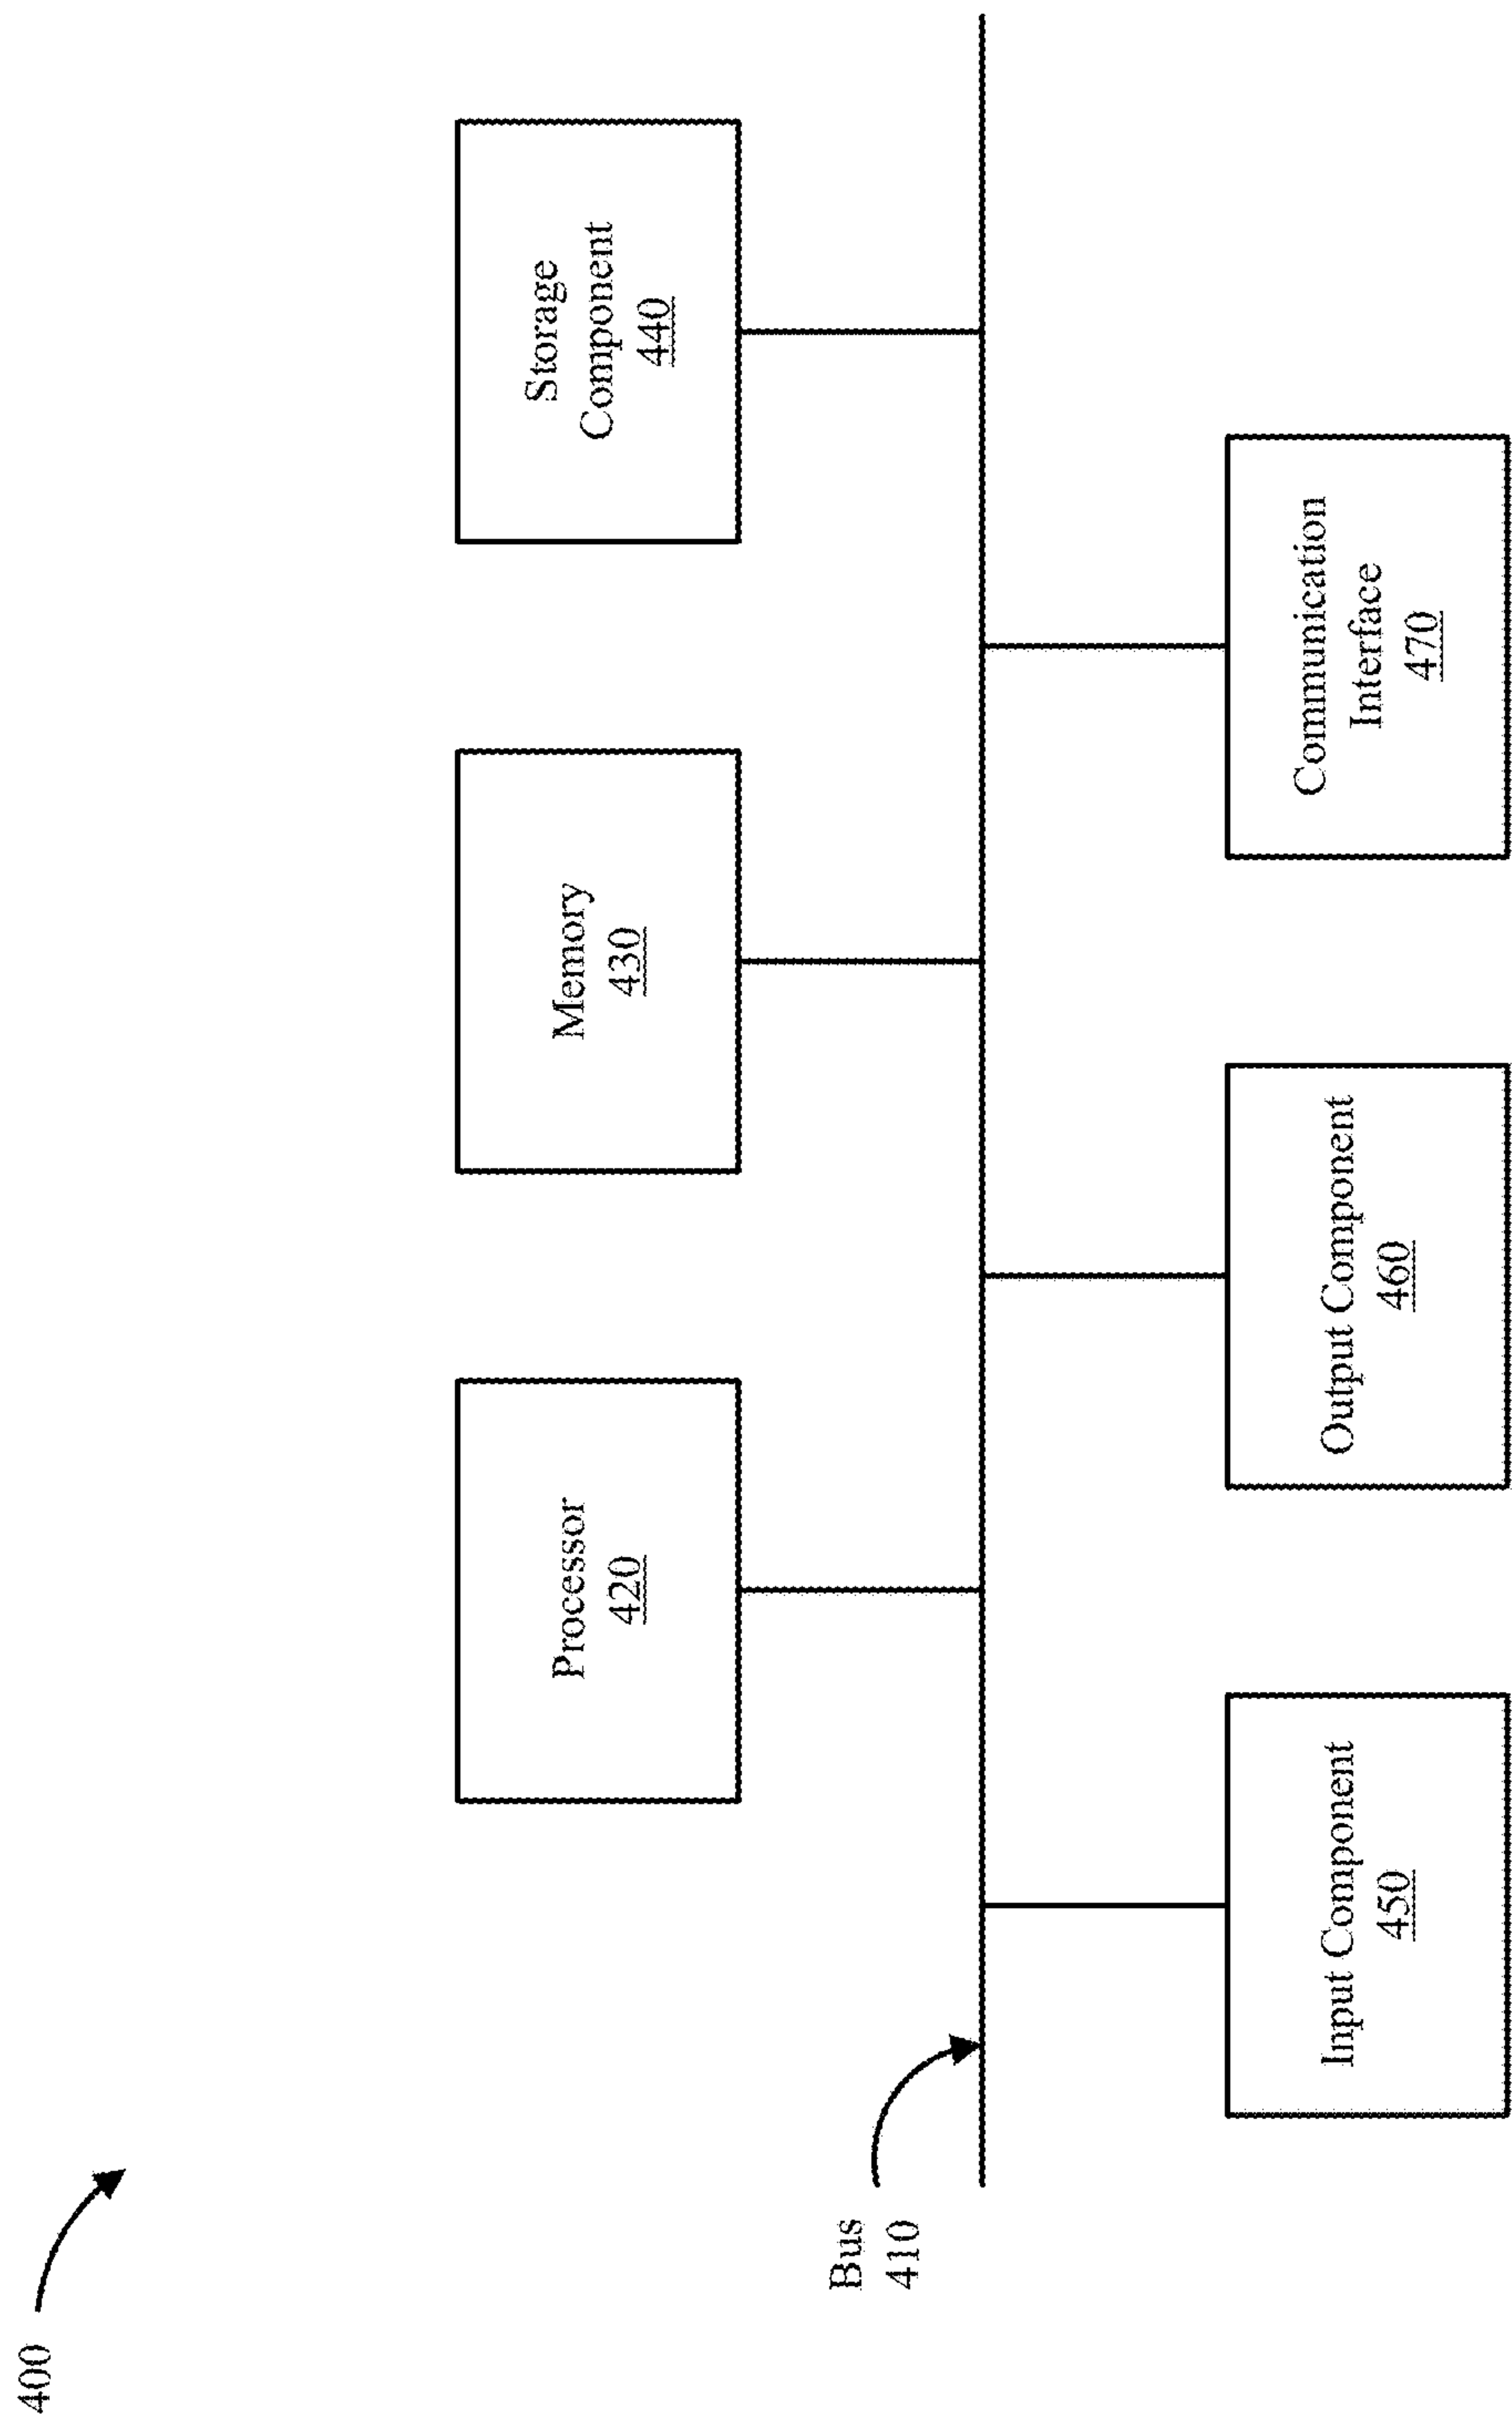 400
Processor
420
Memory
430
Storage
Component
440
Bus
410
Input Component
450
Output Component
460
Communication
Interface
470